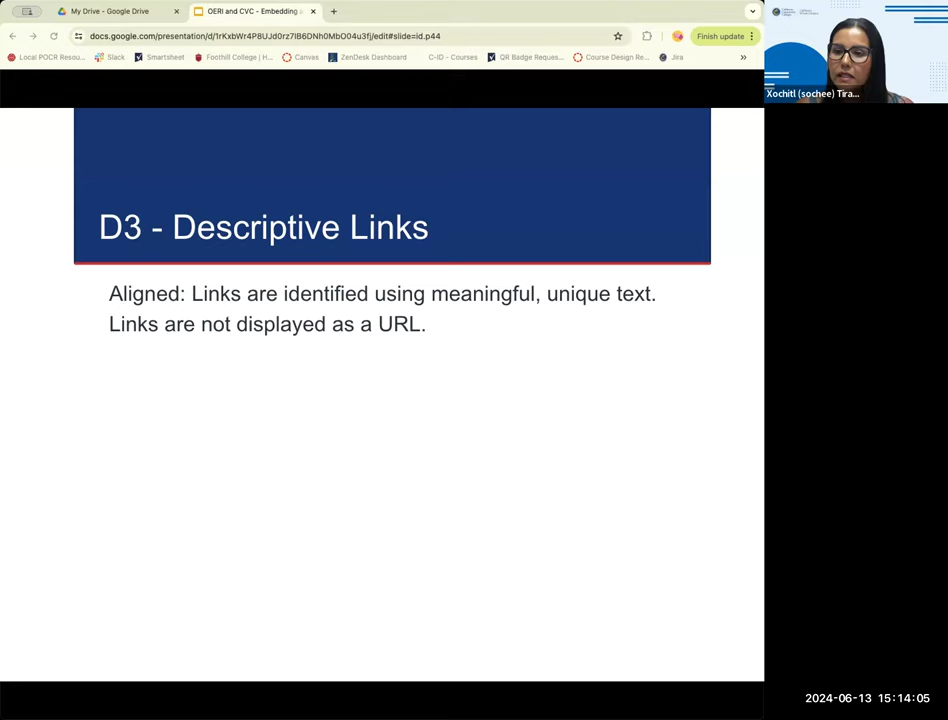 My Drive - Google Drive
OERI and CVC - Embedding a
docs.google.com/presentation/d/1rKxbWr4P8UJd0rz7lB6DNh0MbO04u3fj/edit#slide=id.p44
Finish update
Local POCR Resou...
Slack
Smartsheet
Foothill College | H...
Canvas
ZenDesk Dashboard
C-ID - Courses
QR Badge Reques...
Course Design Re...
Jira
Xochitl (sochee) Tira...
D3 - Descriptive Links
Aligned: Links are identified using meaningful, unique text.
Links are not displayed as a URL.
2024-06-13 15:14:05